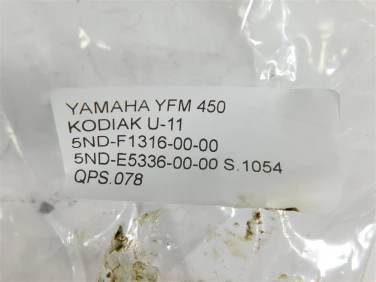 YAMAHA YFM 450
KODIAK U-11
5ND-F1316-00-00
5ND-E5336-00-00 S.1054
QPS.078